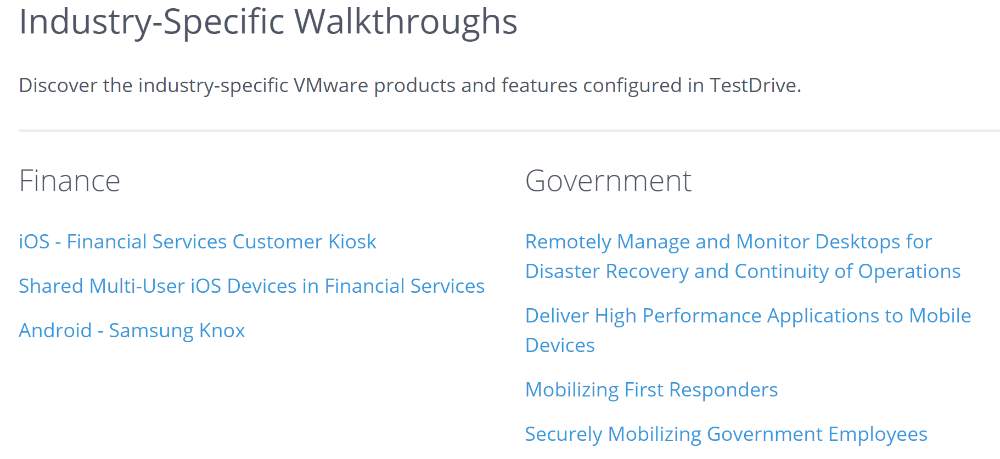 Industry-Specific Walkthroughs
Discover the industry-specific VMware products and features configured in TestDrive.
Finance
iOS - Financial Services Customer Kiosk
Shared Multi-User iOS Devices in Financial Services
Android - Samsung Knox
Government
Remotely Manage and Monitor Desktops for
Disaster Recovery and Continuity of Operations
Deliver High Performance Applications to Mobile
Devices
Mobilizing First Responders
Securely Mobilizing Government Employees